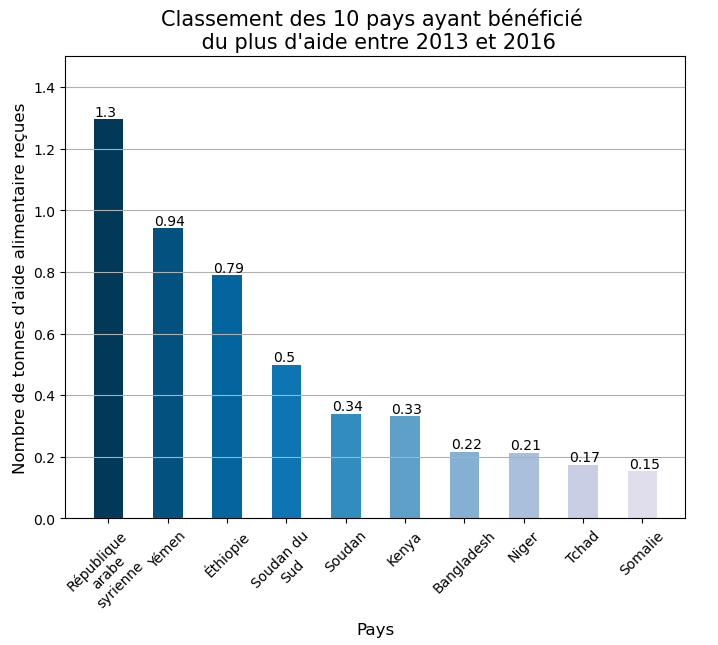 Classement des 10 pays ayant bénéficié
du plus d'aide entre 2013 et 2016
Nombre de tonnes d'aide alimentaire reçues
1.4
1.2
1.0
0.8
0.6
0.4
0.2
0.0
1.3
0.94
0.79
0.5
0.34
0.33
0.22
0.21
0.17
0.15
République
arabe
syrienne
Yémen
Éthiopie
Soudan du
Sud
Soudan
Kenya
Bangladesh
Niger
Tchad
Somalie
Pays